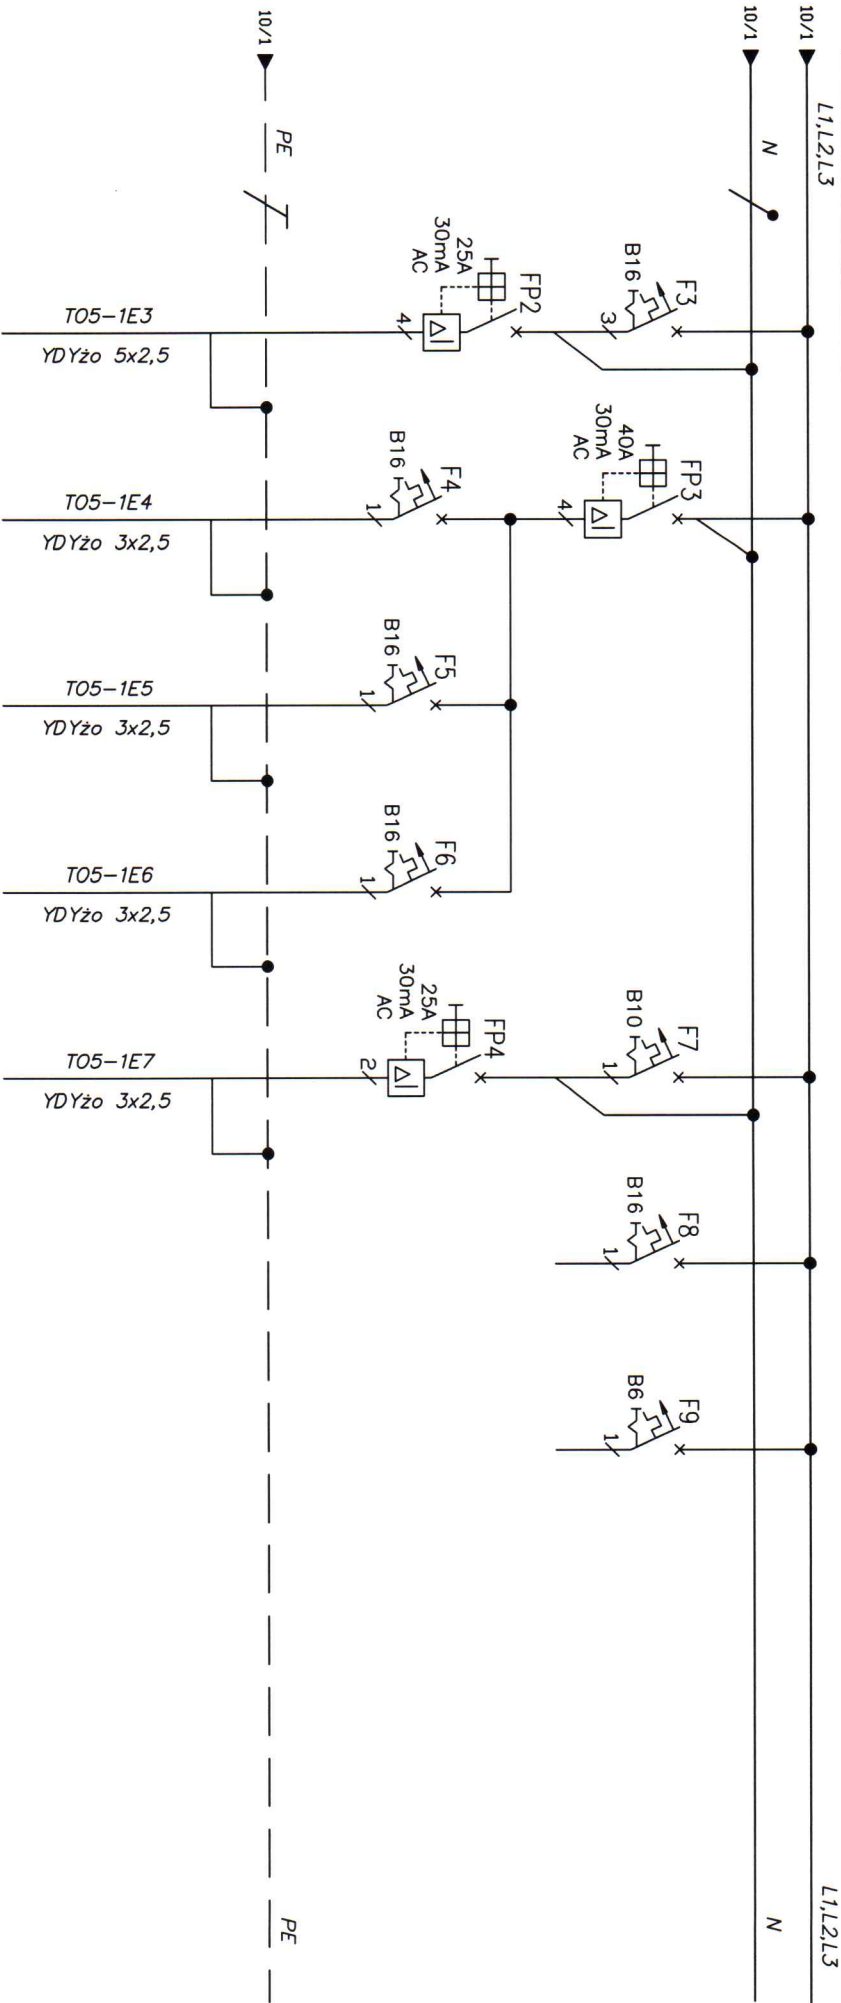 10/1
L1,L2,L3
L1,L2,L3
10/1
N
N
F3
B16
3
FP2
25A
30mA
AC
4
FP3
40A
30mA
AC
4
F4
B16
1
F5
B16
1
F6
B16
1
F7
B10
1
FP4
25A
30mA
AC
2
F8
B16
1
F9
B6
1
10/1
PE
PE
T05-1E3
YDYżo 5x2,5
T05-1E4
YDYżo 3x2,5
T05-1E5
YDYżo 3x2,5
T05-1E6
YDYżo 3x2,5
T05-1E7
YDYżo 3x2,5